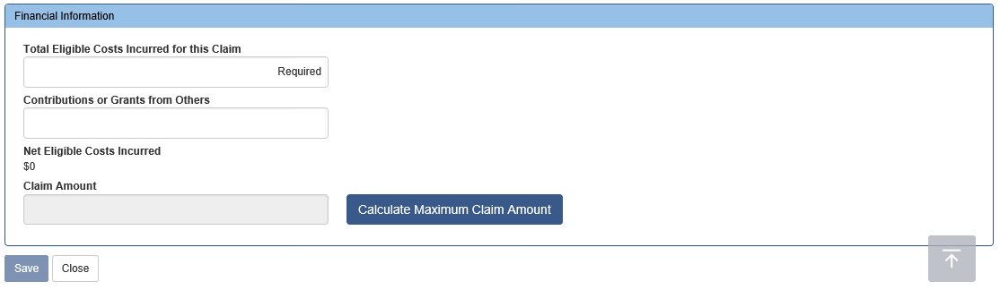 Financial Information
Total Eligible Costs Incurred for this Claim
Required
Contributions or Grants from Others
Net Eligible Costs Incurred
$0
Claim Amount
Calculate Maximum Claim Amount
Save Close